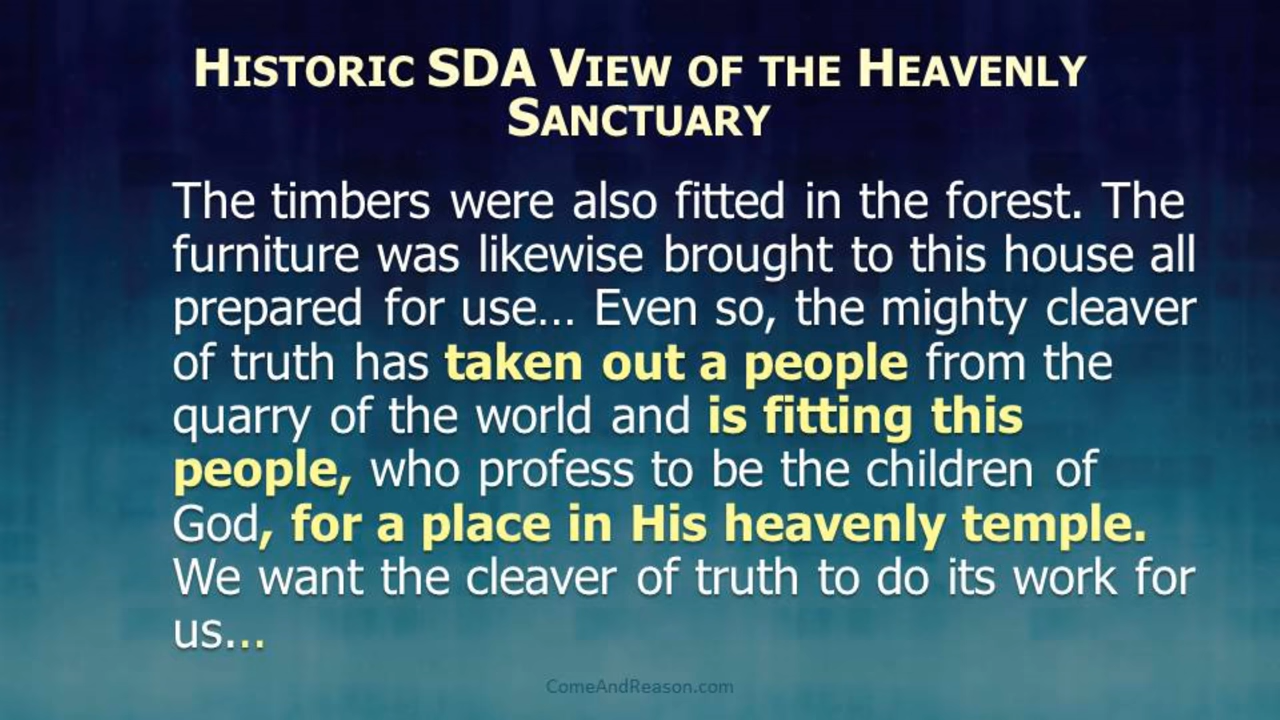 HISTORIC SDA VIEW OF THE HEAVENLY
SANCTUARY
The timbers were also fitted in the forest. The
furniture was likewise brought to this house all
prepared for use... Even so, the mighty cleaver
of truth has taken out a people from the
quarry of the world and is fitting this
people, who profess to be the children of
God, for a place in His heavenly temple.
We want the cleaver of truth to do its work for
us...
ComeAndReason.com